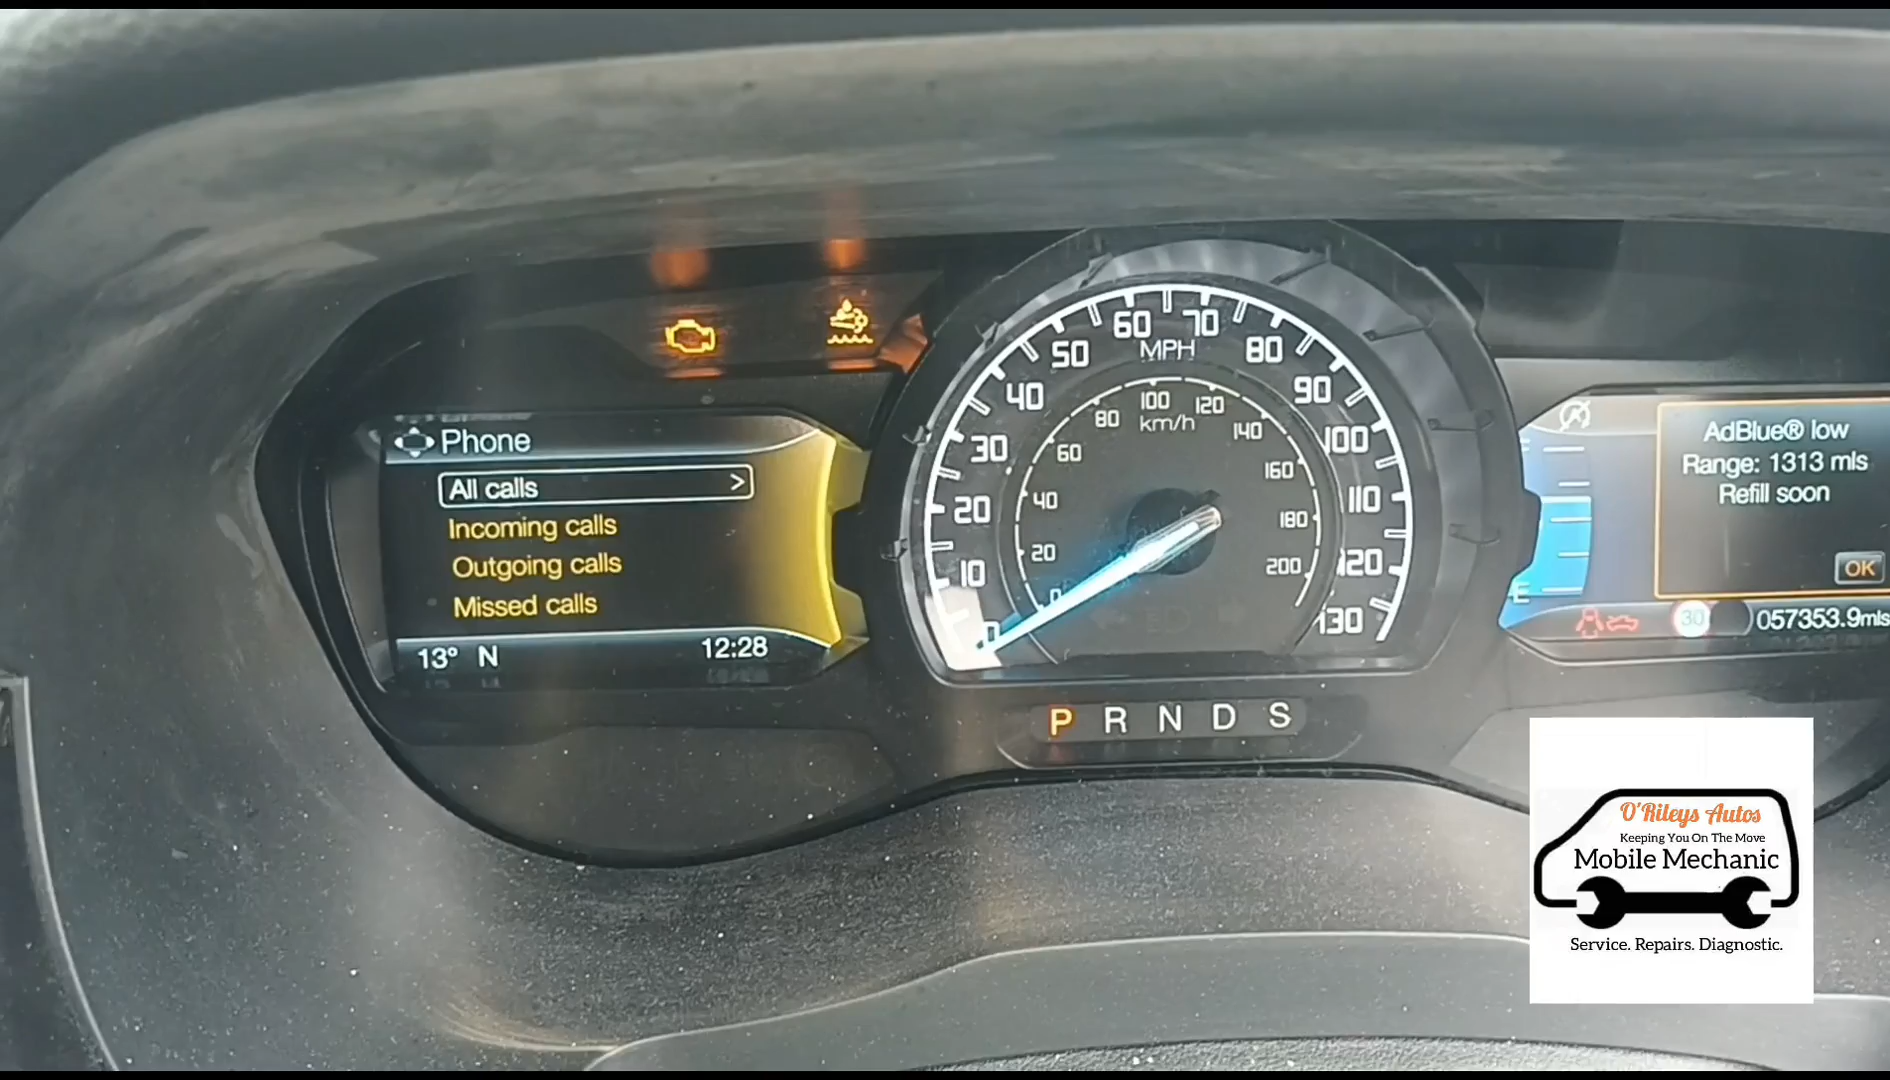 Phone
All calls >
Incoming calls
Outgoing calls
Missed calls
13° N 12:28
0 10 20 30 40 50 60 70 80 90 100 110 120 130
MPH
0 20 40 60 80 100 120 140 160 180 200
km/h
P R N D S
AdBlue® low
Range: 1313 mls
Refill soon
OK
E
30
057353.9mls
O'Rileys Autos
Keeping You On The Move
Mobile Mechanic
Service. Repairs. Diagnostic.